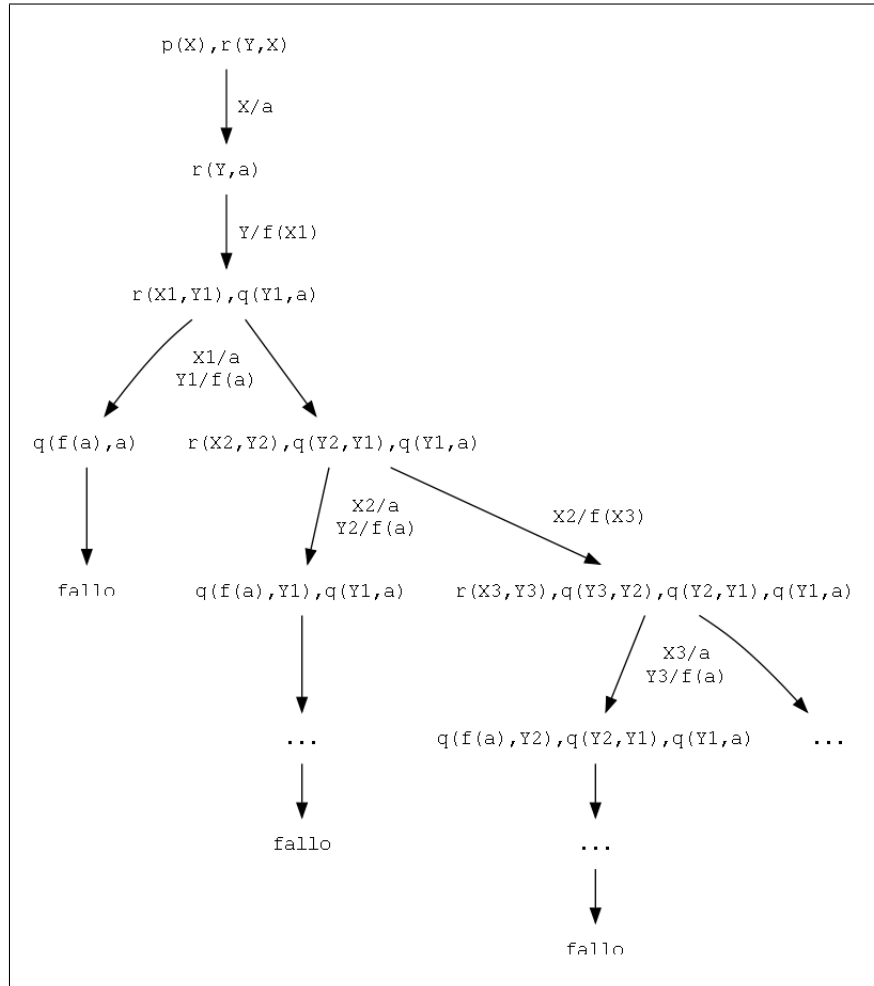 p(X),r(Y,X)
X/a
r(Y,a)
Y/f(X1)
r(X1,Y1),q(Y1,a)
X1/a
Y1/f(a)
q(f(a),a)
r(X2,Y2),q(Y2,Y1),q(Y1,a)
X2/a
Y2/f(a)
X2/f(X3)
fallo
q(f(a),Y1),q(Y1,a)
r(X3,Y3),q(Y3,Y2),q(Y2,Y1),q(Y1,a)
X3/a
Y3/f(a)
...
q(f(a),Y2),q(Y2,Y1),q(Y1,a)
...
fallo
...
fallo